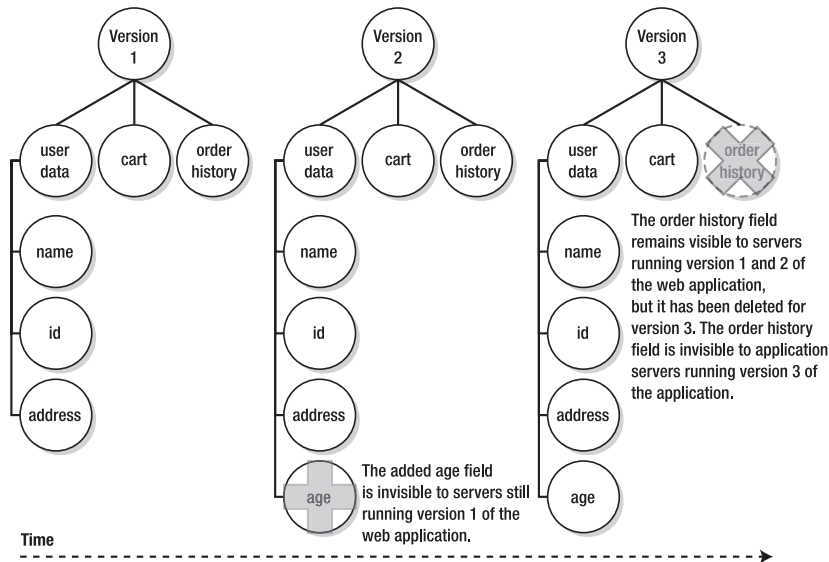 Version
1
user
data
cart
order
history
name
id
address
Version
2
user
data
cart
order
history
name
id
address
age
The added age field
is invisible to servers still
running version 1 of the
web application.
Version
3
user
data
cart
order
history
name
id
address
age
The order history field
remains visible to servers
running version 1 and 2 of
the web application,
but it has been deleted for
version 3. The order history
field is invisible to application
servers running version 3 of
the application.
Time